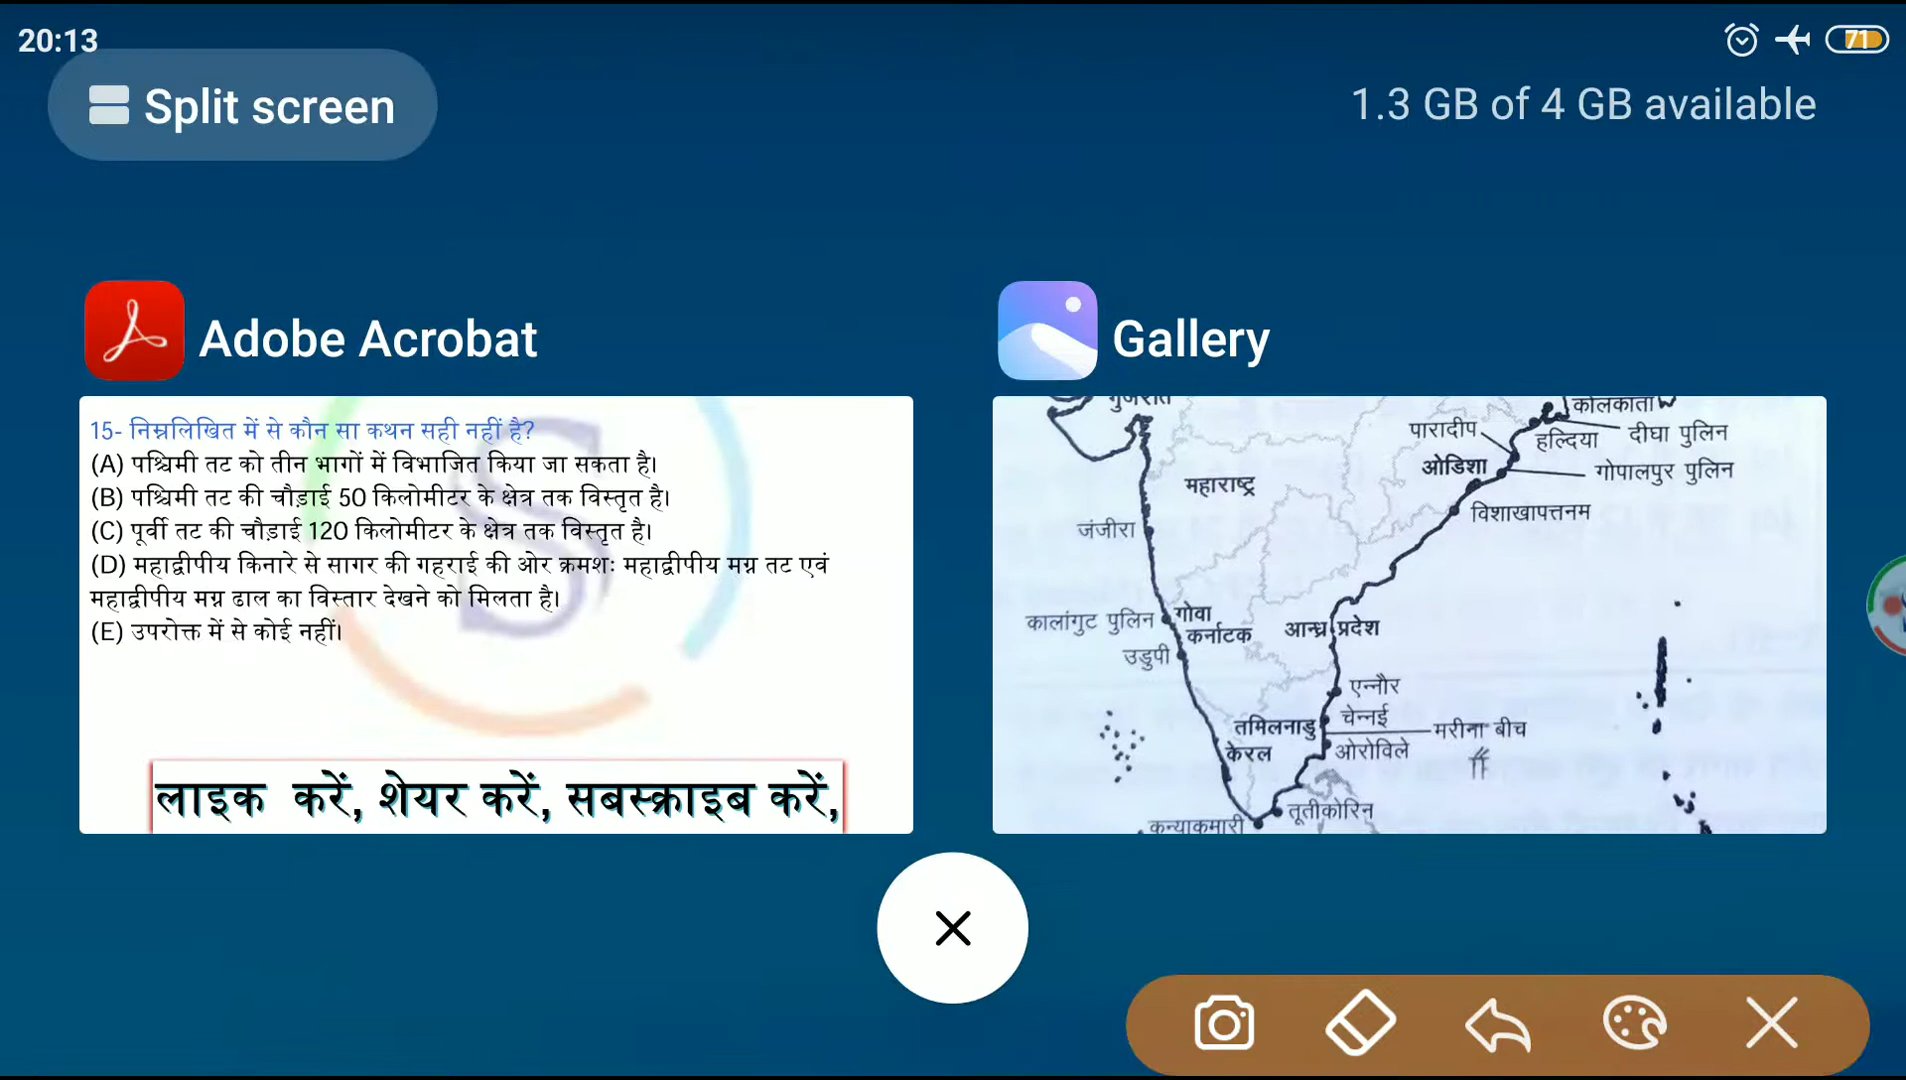 20:13
71
Split screen
1.3 GB of 4 GB available
Adobe Acrobat
Gallery
15- निम्नलिखित में से कौन सा कथन सही नहीं है?
(A) पश्चिमी तट को तीन भागों में विभाजित किया जा सकता है।
(B) पश्चिमी तट की चौड़ाई 50 किलोमीटर के क्षेत्र तक विस्तृत है।
(C) पूर्वी तट की चौड़ाई 120 किलोमीटर के क्षेत्र तक विस्तृत है।
(D) महाद्वीपीय किनारे से सागर की गहराई की ओर क्रमशः महाद्वीपीय मग्न तट एवं
महाद्वीपीय मग्न ढाल का विस्तार देखने को मिलता है।
(E) उपरोक्त में से कोई नहीं।
लाइक करें, शेयर करें, सबस्क्राइब करें,
गुजरात
कोलकाता
पारादीप
हल्दिया
दीघा पुलिन
ओडिशा
गोपालपुर पुलिन
महाराष्ट्र
विशाखापत्तनम
जंजीरा
कालांगुट पुलिन
गोवा
कर्नाटक
आन्ध्र प्रदेश
उडुपी
एन्नौर
चेन्नई
तमिलनाडु
मरीना बीच
केरल
ओरोविले
तूतीकोरिन
कन्याकुमारी